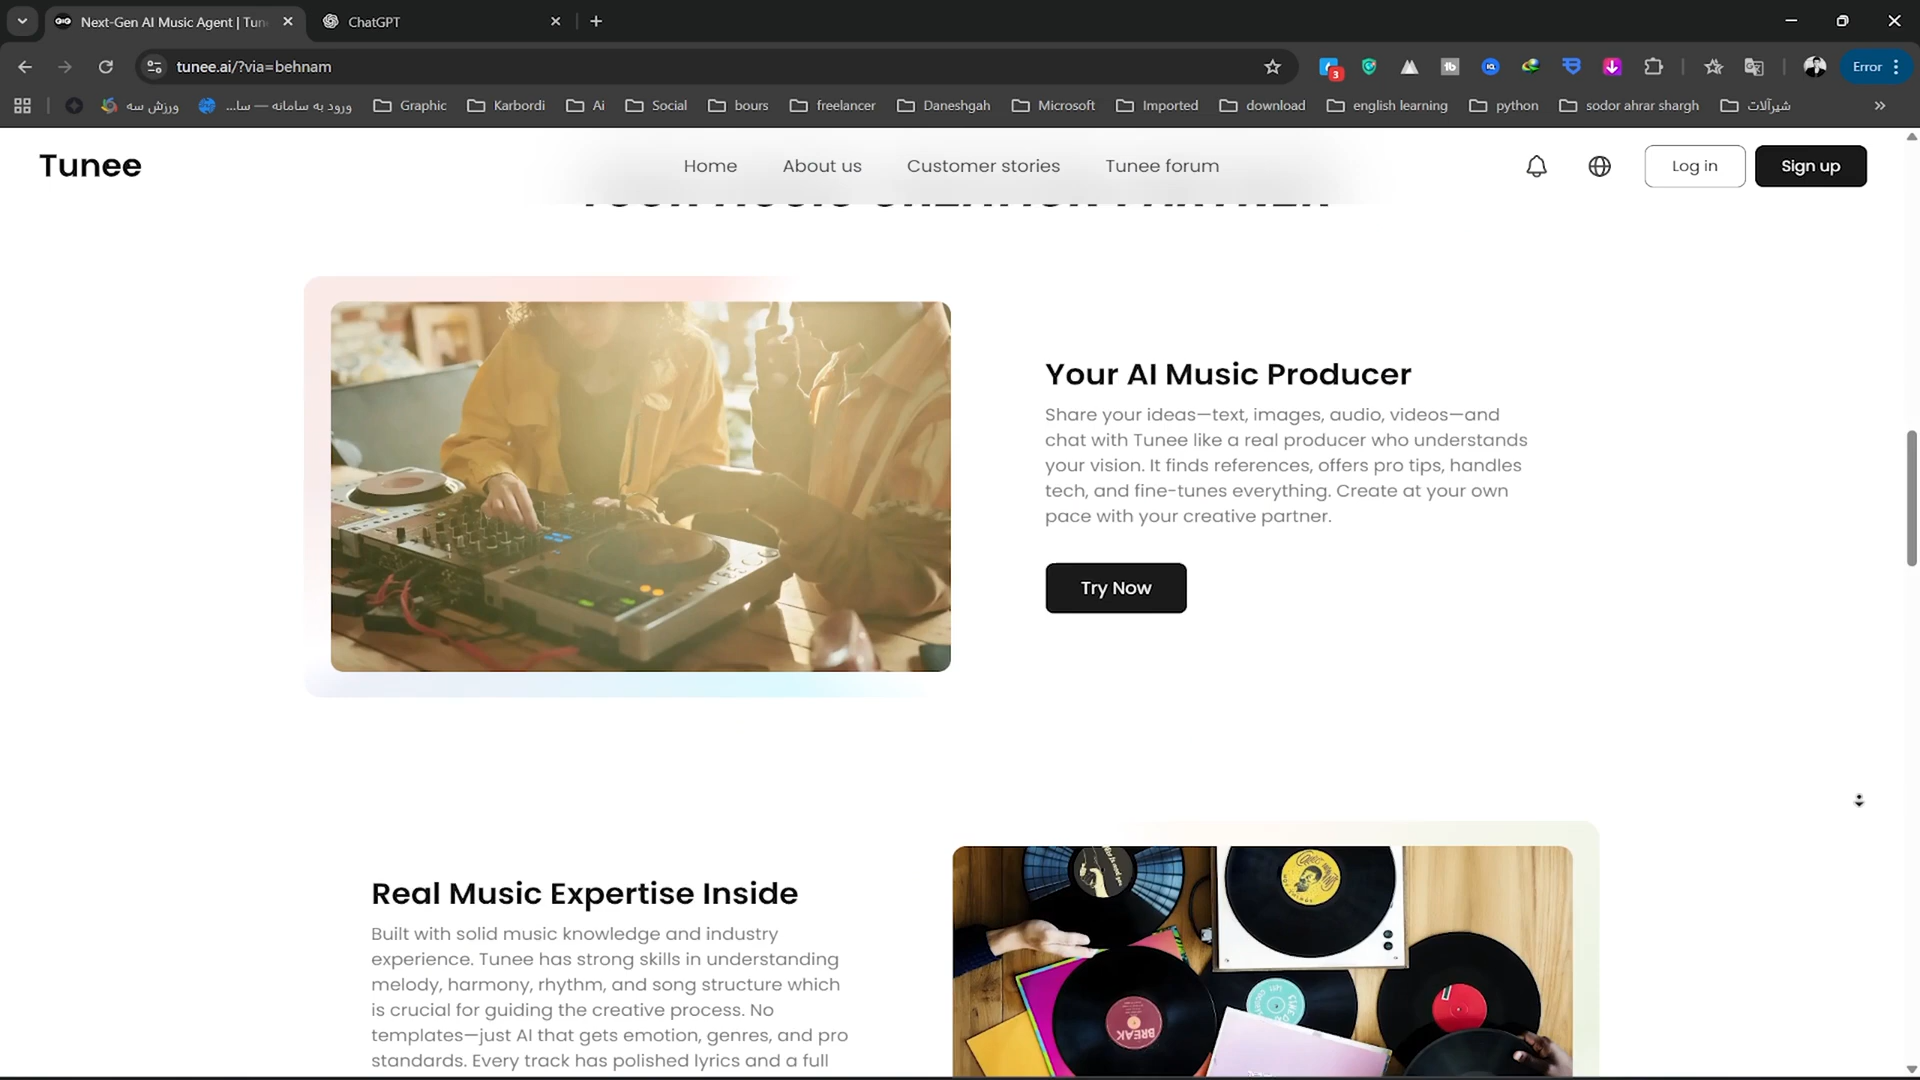 Next-Gen AI Music Agent | Tun
ChatGPT
tunee.ai/?via=behnam
3
Error
ورزش سه
ورود به سامانه — سا...
Graphic
Karbordi
Ai
Social
bours
freelancer
Daneshgah
Microsoft
Imported
download
english learning
python
sodor ahrar shargh
شیرآلات
Tunee
Home
About us
Customer stories
Tunee forum
Log in
Sign up
YOUR MUSIC CREATION PARTNER
Your AI Music Producer
Share your ideas—text, images, audio, videos—and
chat with Tunee like a real producer who understands
your vision. It finds references, offers pro tips, handles
tech, and fine-tunes everything. Create at your own
pace with your creative partner.
Try Now
Real Music Expertise Inside
Built with solid music knowledge and industry
experience. Tunee has strong skills in understanding
melody, harmony, rhythm, and song structure which
is crucial for guiding the creative process. No
templates—just AI that gets emotion, genres, and pro
standards. Every track has polished lyrics and a full
BREAK